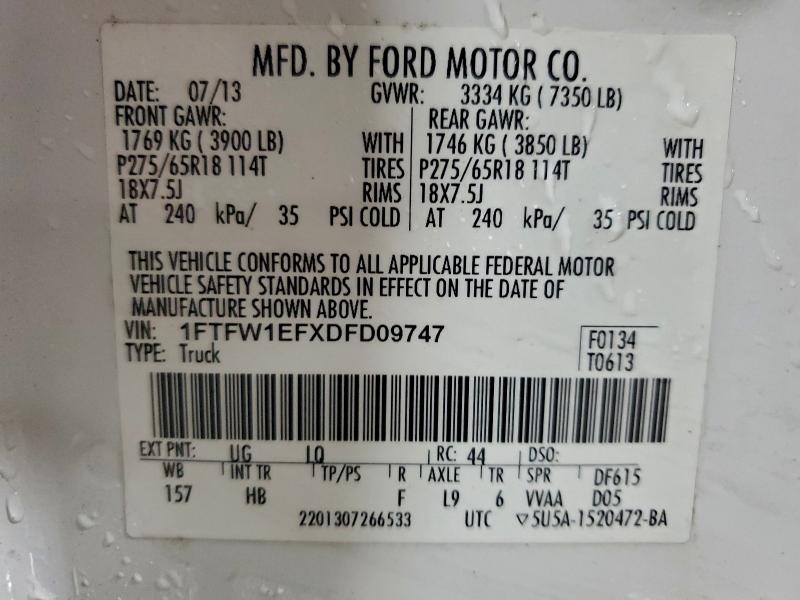 MFD. BY FORD MOTOR CO.
DATE: 07/13 GVWR: 3334 KG ( 7350 LB)
FRONT GAWR: REAR GAWR:
1769 KG ( 3900 LB) WITH 1746 KG ( 3850 LB) WITH
P275/65R18 114T TIRES P275/65R18 114T TIRES
18X7.5J RIMS 18X7.5J RIMS
AT 240 kPa/ 35 PSI COLD AT 240 kPa/ 35 PSI COLD
THIS VEHICLE CONFORMS TO ALL APPLICABLE FEDERAL MOTOR
VEHICLE SAFETY STANDARDS IN EFFECT ON THE DATE OF
MANUFACTURE SHOWN ABOVE.
VIN: 1FTFW1EFXDFD09747 F0134
TYPE: Truck T0613
EXT PNT: UG RC: 44 DSO:
WB INT TR TP/PS R AXLE TR SPR DF615
157 HB F L9 6 VVAA D05
2201307266533 UTC ▽5U5A-1520472-BA